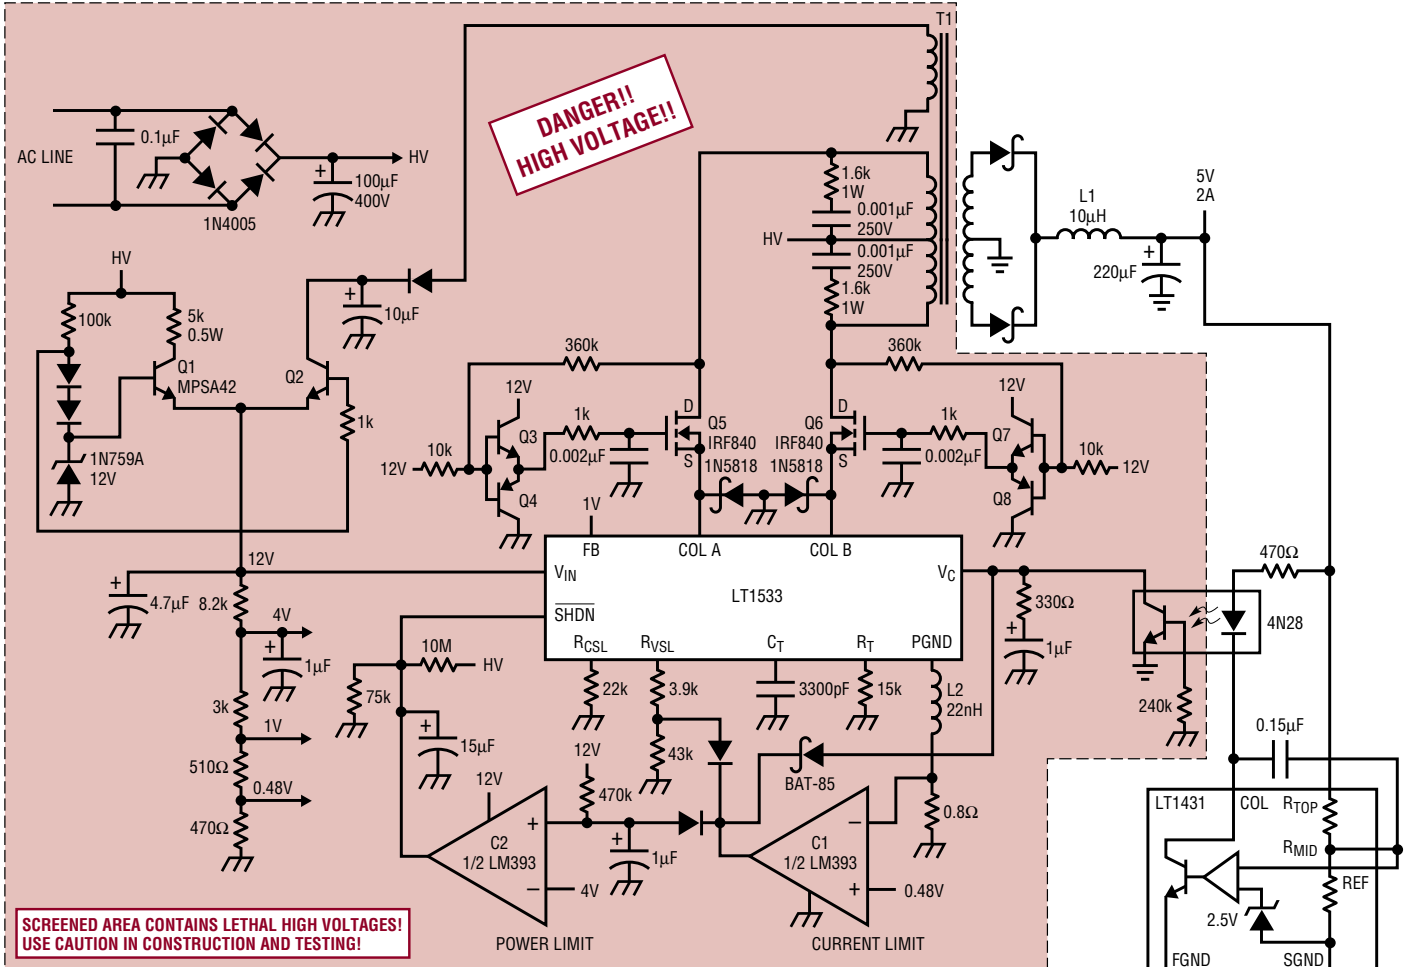 T1
DANGER!!
HIGH VOLTAGE!!
AC LINE
0.1µF
HV
+
100µF
400V
1N4005
1.6k
1W
0.001µF
250V
HV
0.001µF
250V
1.6k
1W
L1
10µH
5V
2A
+
220µF
HV
100k
5k
0.5W
Q1
MPSA42
Q2
1k
+
10µF
1N759A
12V
360k
360k
12V
12V
Q3
1k
D
Q5
IRF840
S
Q6
IRF840
D
S
1k
Q7
12V
10k
0.002µF
1N5818
1N5818
0.002µF
10k
12V
Q4
Q8
1V
FB
COL A
COL B
12V
VIN
LT1533
VC
SHDN
RCSL
RVSL
CT
RT
PGND
+
4.7µF
8.2k
4V
+
1µF
3k
1V
510Ω
0.48V
470Ω
10M
HV
75k
+
15µF
22k
3.9k
43k
3300pF
15k
L2
22nH
330Ω
+
1µF
470Ω
4N28
240k
0.15µF
12V
12V
470k
BAT-85
0.8Ω
C2
1/2 LM393
+
−
4V
+
1µF
C1
1/2 LM393
−
+
0.48V
LT1431
COL
RTOP
RMID
REF
2.5V
FGND
SGND
SCREENED AREA CONTAINS LETHAL HIGH VOLTAGES!
USE CAUTION IN CONSTRUCTION AND TESTING!
POWER LIMIT
CURRENT LIMIT